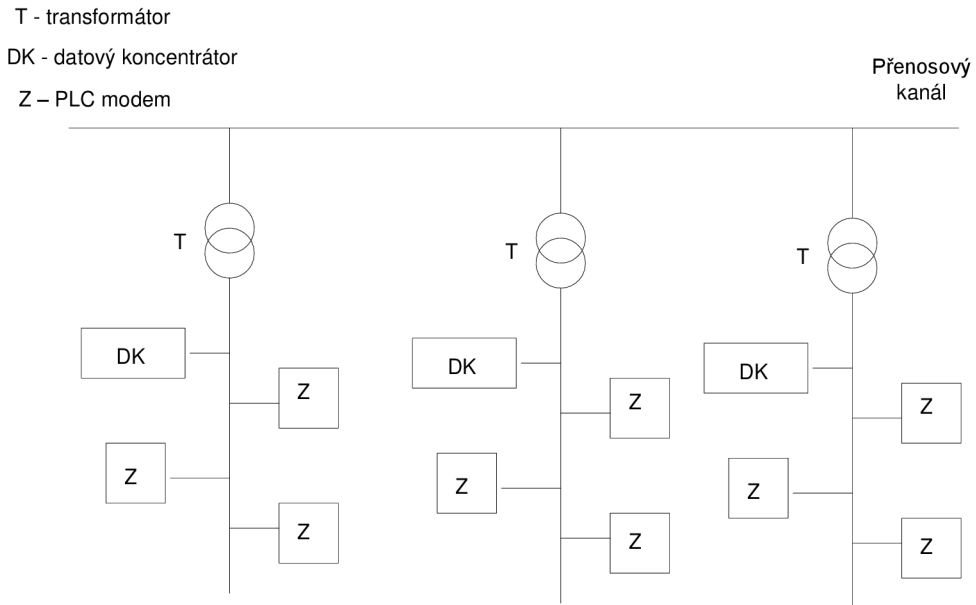 T - transformátor
DK - datový koncentrátor
Z – PLC modem
Přenosový
kanál
T
T
T
DK
DK
DK
Z
Z
Z
Z
Z
Z
Z
Z
Z